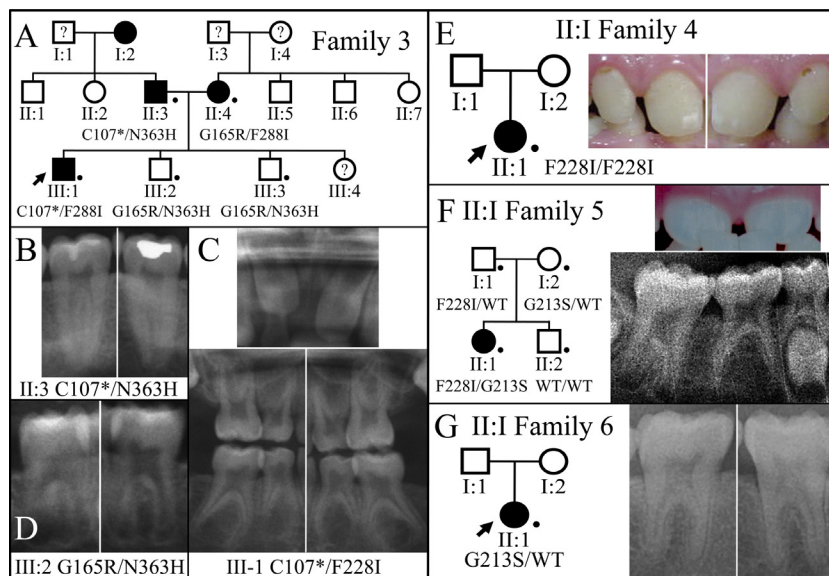 A
Family 3
?
?
?
I:1
I:2
I:3
I:4
II:1
II:2
II:3
II:4
II:5
II:6
II:7
C107*/N363H
G165R/F288I
?
III:1
III:2
III:3
III:4
C107*/F288I
G165R/N363H
G165R/N363H
B
II:3 C107*/N363H
C
III-1 C107*/F228I
D
III:2 G165R/N363H
E
II:I Family 4
I:1
I:2
II:1
F228I/F228I
F
II:I Family 5
I:1
I:2
F228I/WT
G213S/WT
II:1
II:2
F228I/G213S
WT/WT
G
II:I Family 6
I:1
I:2
II:1
G213S/WT